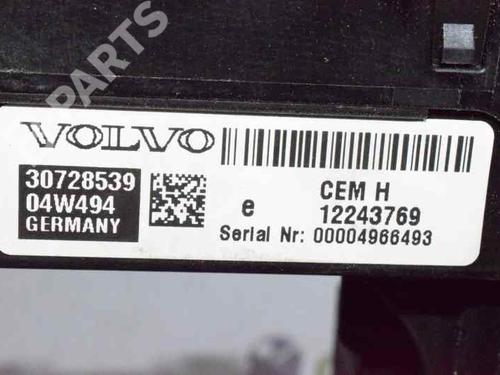 B PARTS
VOLVO
30728539
04W494
GERMANY
e
CEM H
12243769
Serial Nr: 00004966493